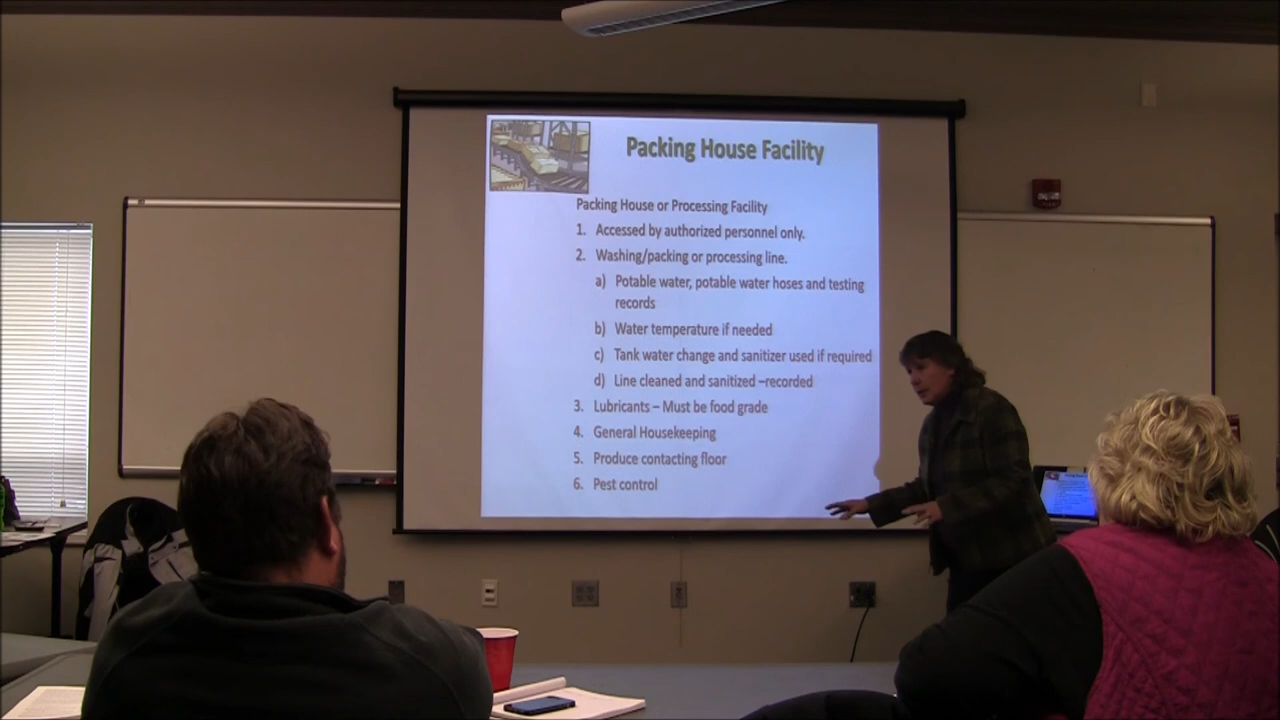 Packing House Facility
Packing House or Processing Facility
1. Accessed by authorized personnel only.
2. Washing/packing or processing line.
a) Potable water, potable water hoses and testing
records
b) Water temperature if needed
c) Tank water change and sanitizer used if required
d) Line cleaned and sanitized –recorded
3. Lubricants – Must be food grade
4. General Housekeeping
5. Produce contacting floor
6. Pest control